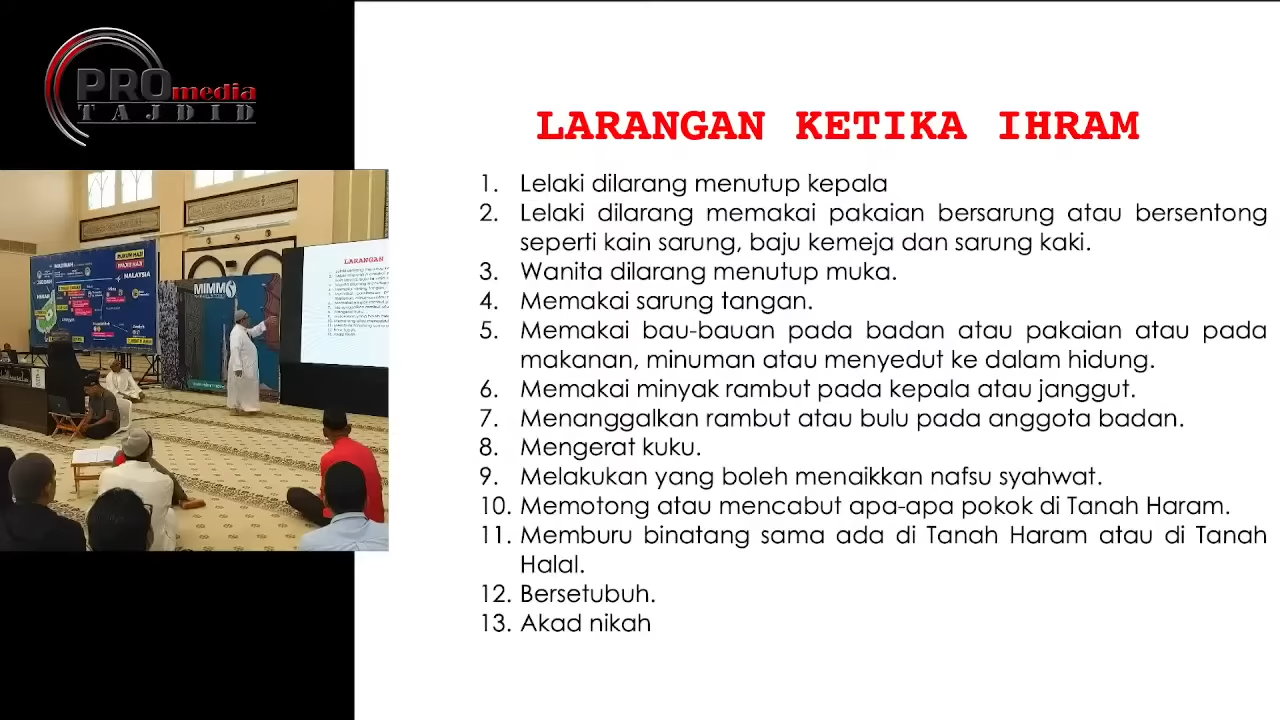 PROmedia
TAJDID
LARANGAN KETIKA IHRAM
1. Lelaki dilarang menutup kepala
2. Lelaki dilarang memakai pakaian bersarung atau bersentong
seperti kain sarung, baju kemeja dan sarung kaki.
3. Wanita dilarang menutup muka.
4. Memakai sarung tangan.
5. Memakai bau-bauan pada badan atau pakaian atau pada
makanan, minuman atau menyedut ke dalam hidung.
6. Memakai minyak rambut pada kepala atau janggut.
7. Menanggalkan rambut atau bulu pada anggota badan.
8. Mengerat kuku.
9. Melakukan yang boleh menaikkan nafsu syahwat.
10. Memotong atau mencabut apa-apa pokok di Tanah Haram.
11. Memburu binatang sama ada di Tanah Haram atau di Tanah
Halal.
12. Bersetubuh.
13. Akad nikah
MALAYSIA
MIMM
LARANGAN